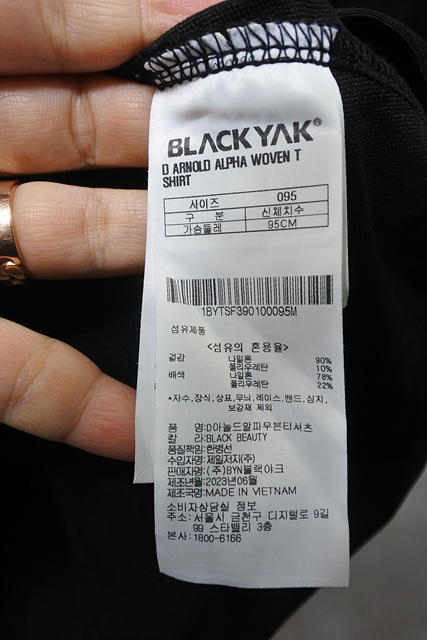 BLACKYAK®
D ARNOLD ALPHA WOVEN T
SHIRT
사이즈 095
구 분 신체치수
가슴둘레 95CM
1BYTSF390100095M
섬유제품
<섬유의 혼용율>
겉감 나일론 90%
폴리우레탄 10%
배색 나일론 78%
폴리우레탄 22%
*자수,장식,상표,무늬,레이스,밴드,심지,
보강재 제외
품 명:D아놀드알파우븐티셔츠
칼 라:BLACK BEAUTY
품질책임:한병선
수입자명:제일저지(주)
판매자명:(주)BYN블랙야크
제조년월:2023년06월
제조국명:MADE IN VIETNAM
소비자상담실 정보
주소: 서울시 금천구 디지털로 9길
99 스타밸리 3층
본사:1800-6166